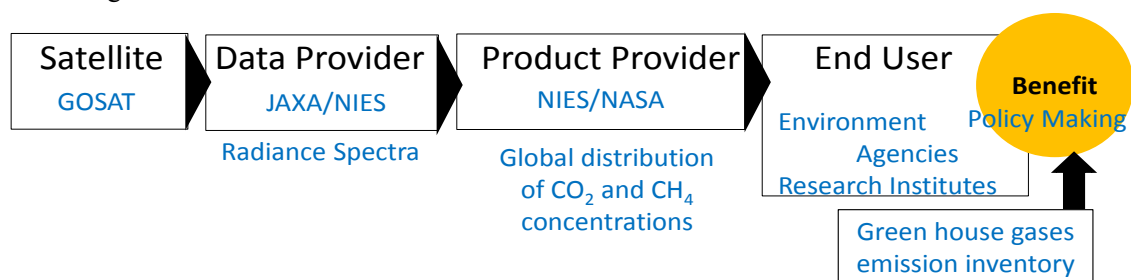 Satellite
GOSAT
Data Provider
JAXA/NIES
Radiance Spectra
Product Provider
NIES/NASA
Global distribution
of CO₂ and CH₄
concentrations
End User
Environment
Agencies
Research Institutes
Benefit
Policy Making
Green house gases
emission inventory